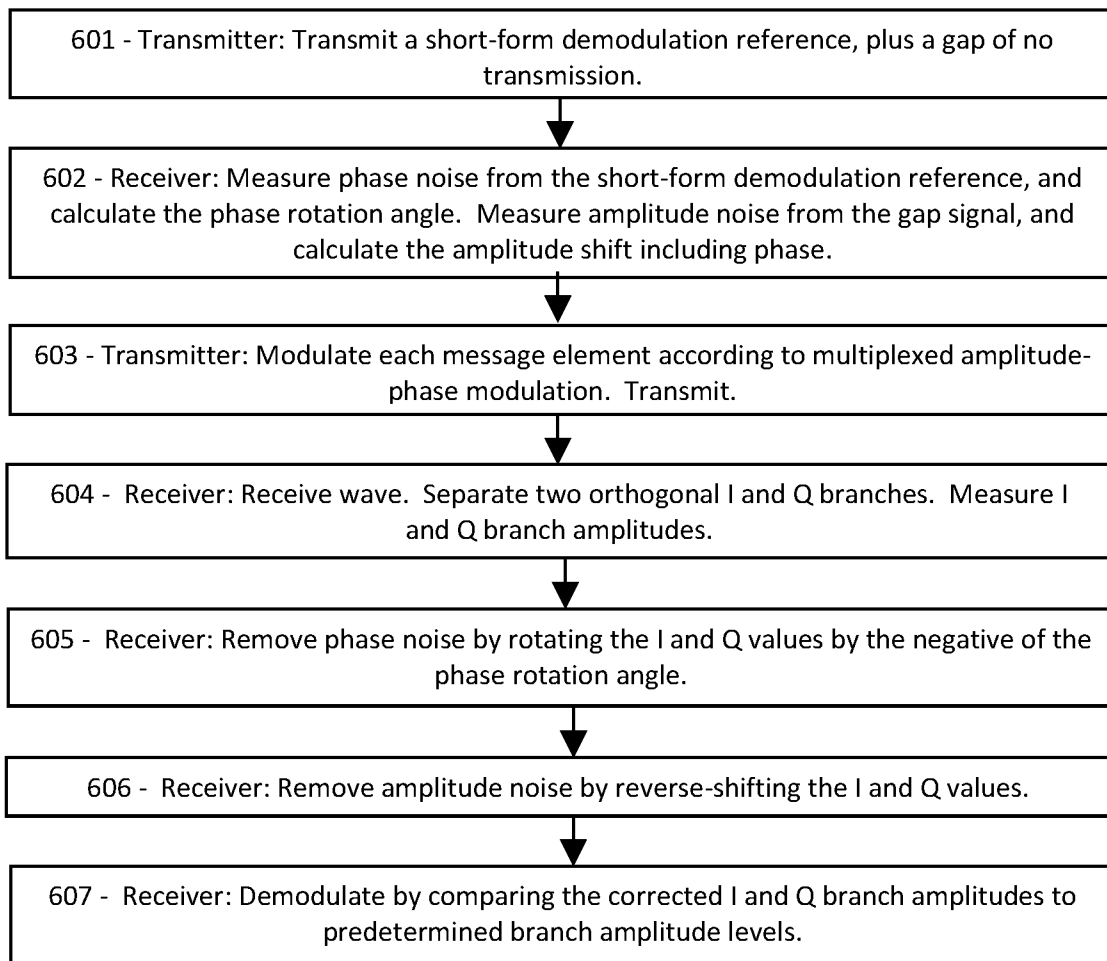 601 - Transmitter: Transmit a short-form demodulation reference, plus a gap of no
transmission.
602 - Receiver: Measure phase noise from the short-form demodulation reference, and
calculate the phase rotation angle.  Measure amplitude noise from the gap signal, and
calculate the amplitude shift including phase.
603 - Transmitter: Modulate each message element according to multiplexed amplitude-
phase modulation.  Transmit.
604 -  Receiver: Receive wave.  Separate two orthogonal I and Q branches.  Measure I
and Q branch amplitudes.
605 -  Receiver: Remove phase noise by rotating the I and Q values by the negative of the
phase rotation angle.
606 -  Receiver: Remove amplitude noise by reverse-shifting the I and Q values.
607 - Receiver: Demodulate by comparing the corrected I and Q branch amplitudes to
predetermined branch amplitude levels.